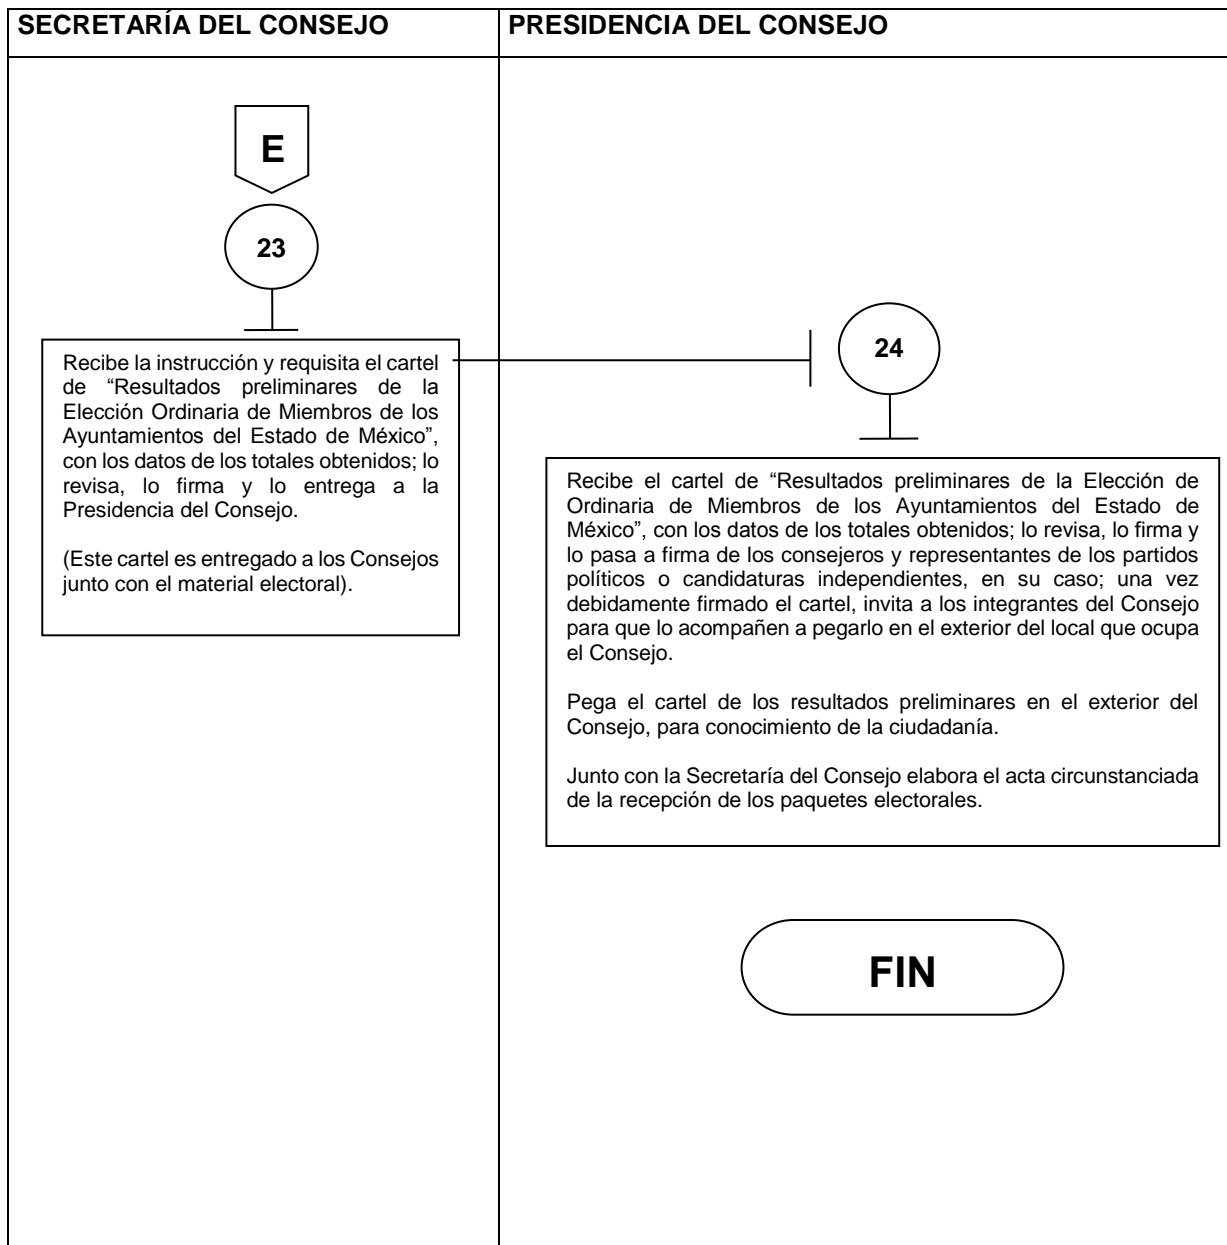 SECRETARÍA DEL CONSEJO
PRESIDENCIA DEL CONSEJO
E
23
Recibe la instrucción y requisita el cartel
de “Resultados preliminares de la
Elección Ordinaria de Miembros de los
Ayuntamientos del Estado de México”,
con los datos de los totales obtenidos; lo
revisa, lo firma y lo entrega a la
Presidencia del Consejo.
(Este cartel es entregado a los Consejos
junto con el material electoral).
24
Recibe el cartel de “Resultados preliminares de la Elección de
Ordinaria de Miembros de los Ayuntamientos del Estado de
México”, con los datos de los totales obtenidos; lo revisa, lo firma y
lo pasa a firma de los consejeros y representantes de los partidos
políticos o candidaturas independientes, en su caso; una vez
debidamente firmado el cartel, invita a los integrantes del Consejo
para que lo acompañen a pegarlo en el exterior del local que ocupa
el Consejo.
Pega el cartel de los resultados preliminares en el exterior del
Consejo, para conocimiento de la ciudadanía.
Junto con la Secretaría del Consejo elabora el acta circunstanciada
de la recepción de los paquetes electorales.
FIN